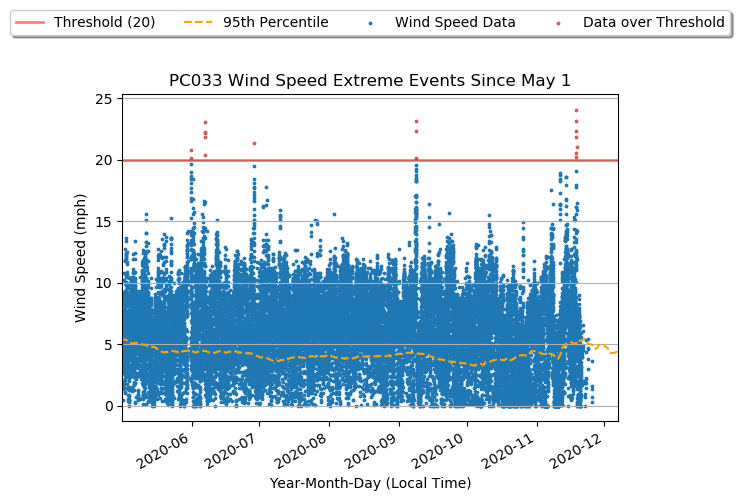 Threshold (20) 95th Percentile Wind Speed Data Data over Threshold
PC033 Wind Speed Extreme Events Since May 1
25
20
15
10
5
0
Wind Speed (mph)
2020-06 2020-07 2020-08 2020-09 2020-10 2020-11 2020-12
Year-Month-Day (Local Time)